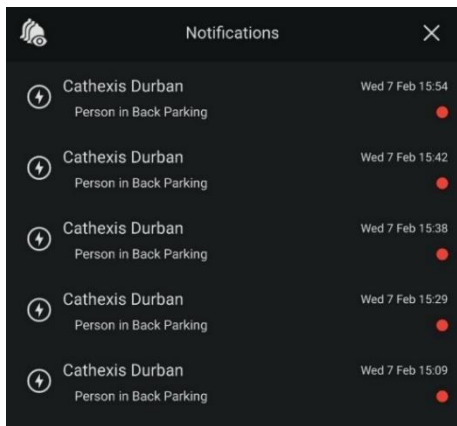 Notifications
Cathexis Durban
Wed 7 Feb 15:54
Person in Back Parking
Cathexis Durban
Wed 7 Feb 15:42
Person in Back Parking
Cathexis Durban
Wed 7 Feb 15:38
Person in Back Parking
Cathexis Durban
Wed 7 Feb 15:29
Person in Back Parking
Cathexis Durban
Wed 7 Feb 15:09
Person in Back Parking